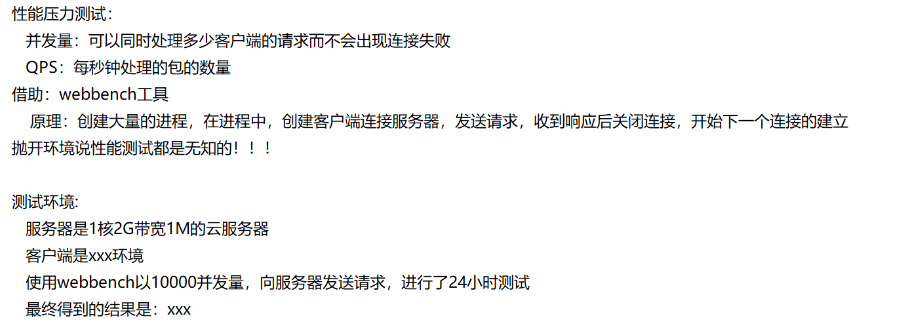 性能压力测试：
并发量：可以同时处理多少客户端的请求而不会出现连接失败
QPS：每秒钟处理的包的数量
借助：webbench工具
原理：创建大量的进程，在进程中，创建客户端连接服务器，发送请求，收到响应后关闭连接，开始下一个连接的建立
抛开环境说性能测试都是无知的！！！
测试环境:
服务器是1核2G带宽1M的云服务器
客户端是xxx环境
使用webbench以10000并发量，向服务器发送请求，进行了24小时测试
最终得到的结果是：xxx